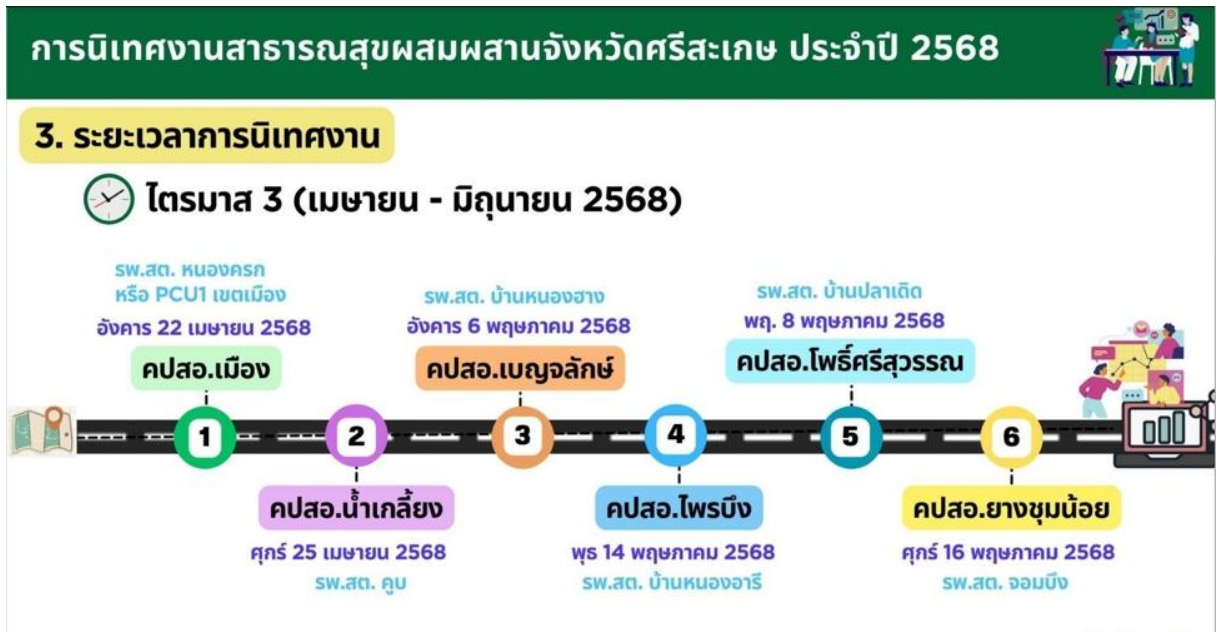 การนิเทศงานสาธารณสุขผสมผสานจังหวัดศรีสะเกษ ประจำปี 2568
3. ระยะเวลาการนิเทศงาน
ไตรมาส 3 (เมษายน - มิถุนายน 2568)
รพ.สต. หนองครก
หรือ PCU1 เขตเมือง
อังคาร 22 เมษายน 2568
คปสอ.เมือง
1
2
คปสอ.น้ำเกลี้ยง
ศุกร์ 25 เมษายน 2568
รพ.สต. คูบ
รพ.สต. บ้านหนองฮาง
อังคาร 6 พฤษภาคม 2568
คปสอ.เบญจลักษ์
3
4
คปสอ.ไพรบึง
พุธ 14 พฤษภาคม 2568
รพ.สต. บ้านหนองอารี
รพ.สต. บ้านปลาเดิด
พฤ. 8 พฤษภาคม 2568
คปสอ.โพธิ์ศรีสุวรรณ
5
6
คปสอ.ยางชุมน้อย
ศุกร์ 16 พฤษภาคม 2568
รพ.สต. จอมบึง